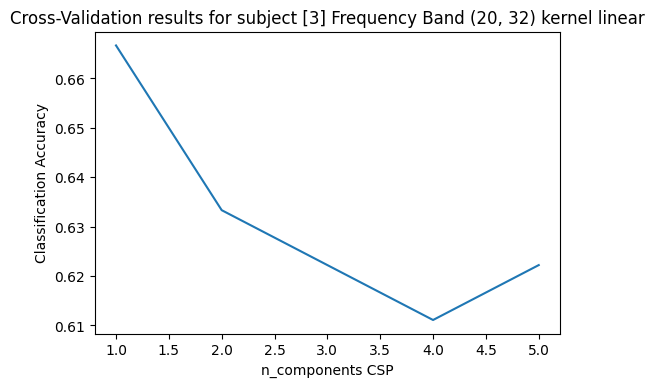 Cross-Validation results for subject [3] Frequency Band (20, 32) kernel linear
Classification Accuracy
0.66
0.65
0.64
0.63
0.62
0.61
1.0 1.5 2.0 2.5 3.0 3.5 4.0 4.5 5.0
n_components CSP